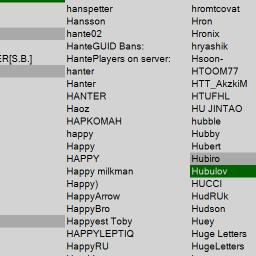 hanspetter
Hansson
hante02
HanteGUID Bans:
HantePlayers on server:
hanter
Hanter
HANTER
Haoz
HAPKOMAH
happy
Happy
HAPPY
Happy milkman
Happy)
HappyArrow
HappyBro
Happyest Toby
HAPPYLEPTIQ
HappyRU
ER[S.B.]
hromtcovat
Hron
Hronix
hryashik
Hsoon-
HTOOM77
HTT_AkzkiM
HTUFHL
HU JINTAO
hubble
Hubby
Hubert
Hubiro
Hubulov
HUCCI
HudRUk
Hudson
Huey
Huge Letters
HugeLetters